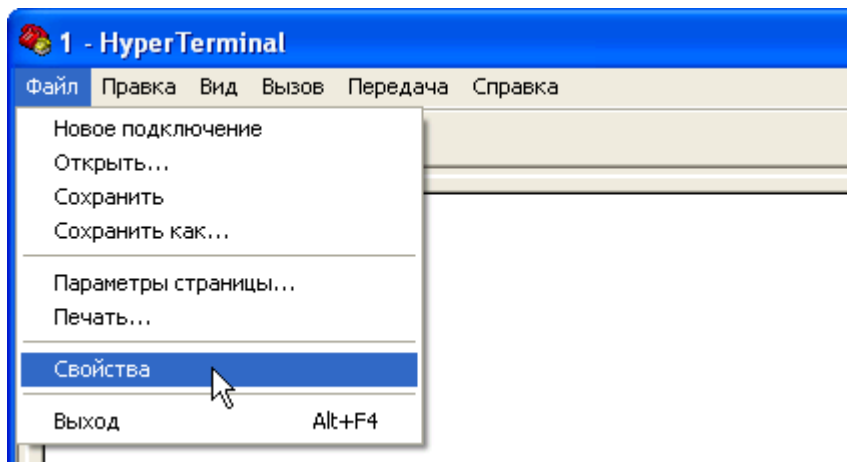 1 - HyperTerminal
Файл Правка Вид Вызов Передача Справка
Новое подключение
Открыть...
Сохранить
Сохранить как...
Параметры страницы...
Печать...
Свойства
Выход Alt+F4